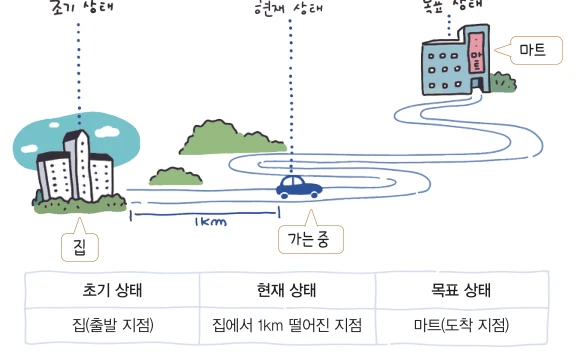 초기 상태 현재 상태 목표 상태
마트
마트
집
1km
가는 중
초기 상태 현재 상태 목표 상태
집(출발 지점) 집에서 1km 떨어진 지점 마트(도착 지점)